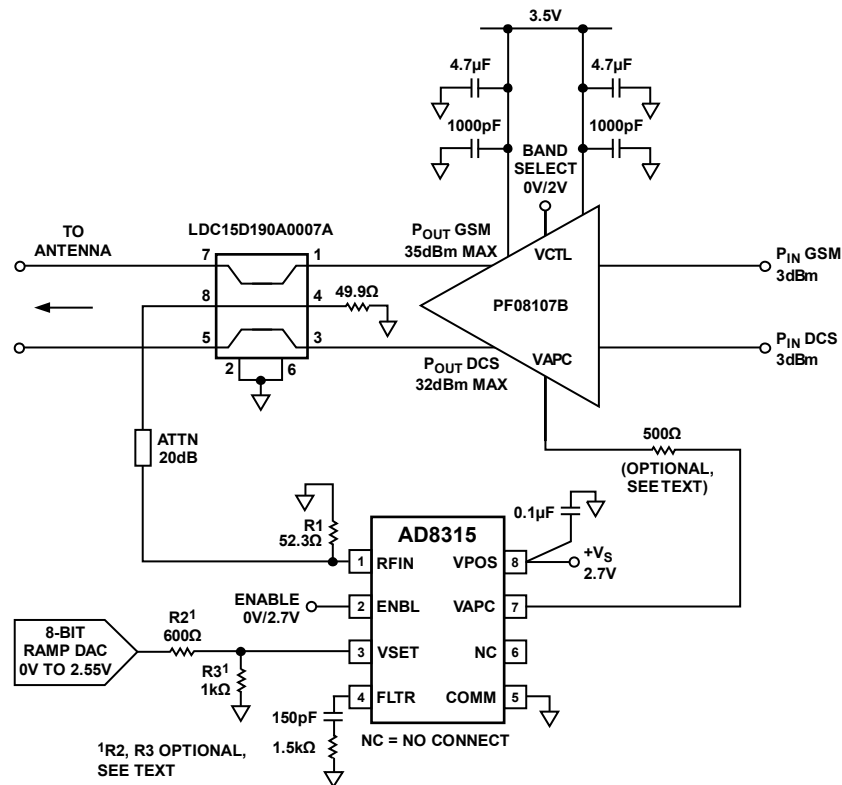 3.5V
4.7µF
4.7µF
1000pF
1000pF
BAND
SELECT
0V/2V
TO
ANTENNA
LDC15D190A0007A
POUT GSM
35dBm MAX
VCTL
PIN GSM
3dBm
7
1
8
4
49.9Ω
PF08107B
5
3
2
6
POUT DCS
32dBm MAX
VAPC
PIN DCS
3dBm
ATTN
20dB
500Ω
(OPTIONAL,
SEE TEXT)
R1
52.3Ω
0.1µF
AD8315
1
RFIN
VPOS
8
+VS
2.7V
ENABLE
0V/2.7V
2
ENBL
VAPC
7
8-BIT
RAMP DAC
0V TO 2.55V
R2¹
600Ω
3
VSET
NC
6
R3¹
1kΩ
4
FLTR
COMM
5
150pF
1.5kΩ
NC = NO CONNECT
¹R2, R3 OPTIONAL,
SEE TEXT